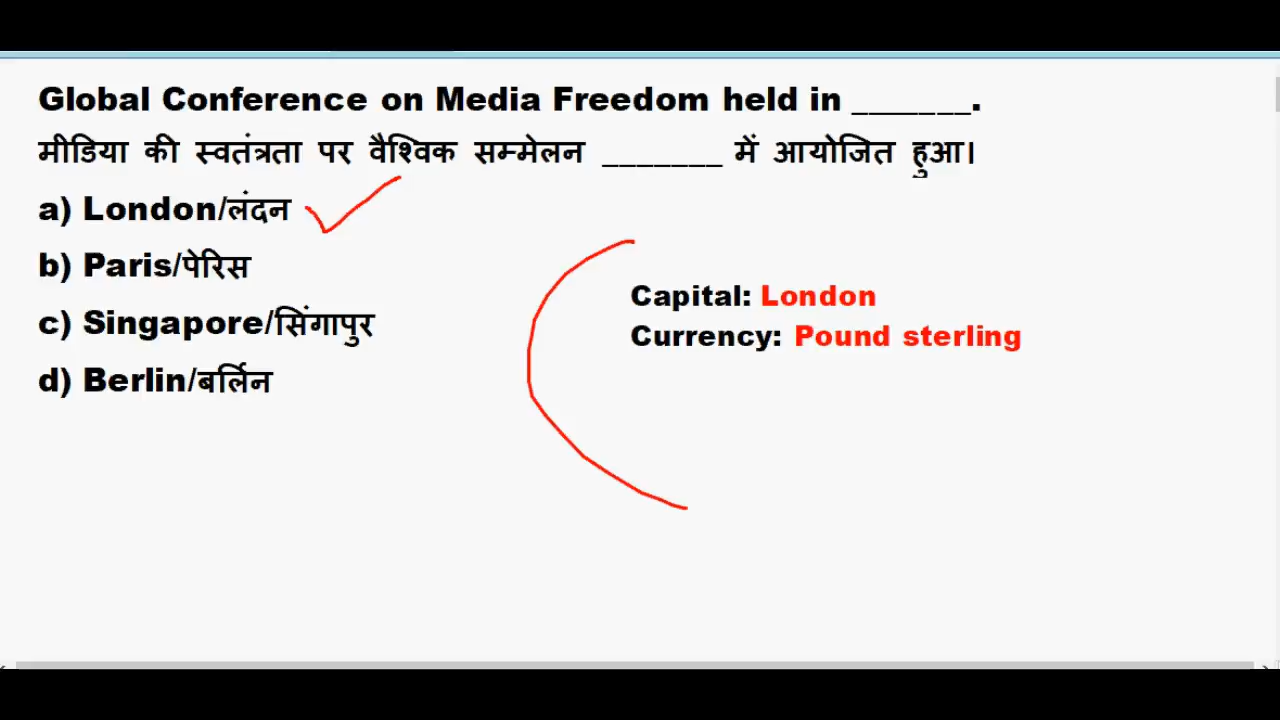 Global Conference on Media Freedom held in _______.
मीडिया की स्वतंत्रता पर वैश्विक सम्मेलन _______ में आयोजित हुआ।
a) London/लंदन
b) Paris/पेरिस
c) Singapore/सिंगापुर
d) Berlin/बर्लिन
Capital: London
Currency: Pound sterling